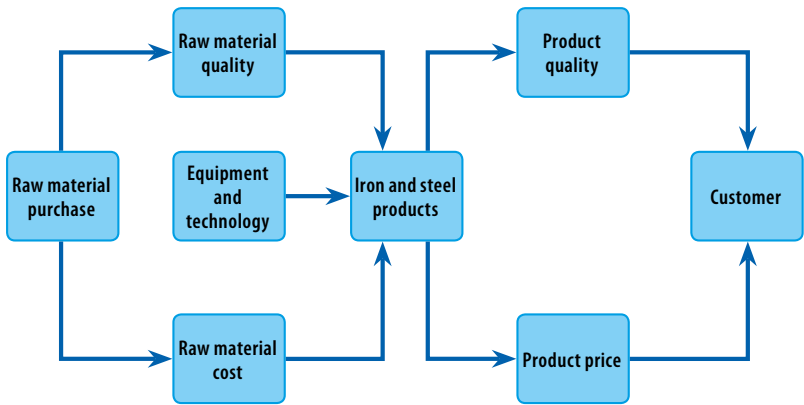 Raw material
quality
Product
quality
Raw material
purchase
Equipment
and
technology
Iron and steel
products
Customer
Raw material
cost
Product price